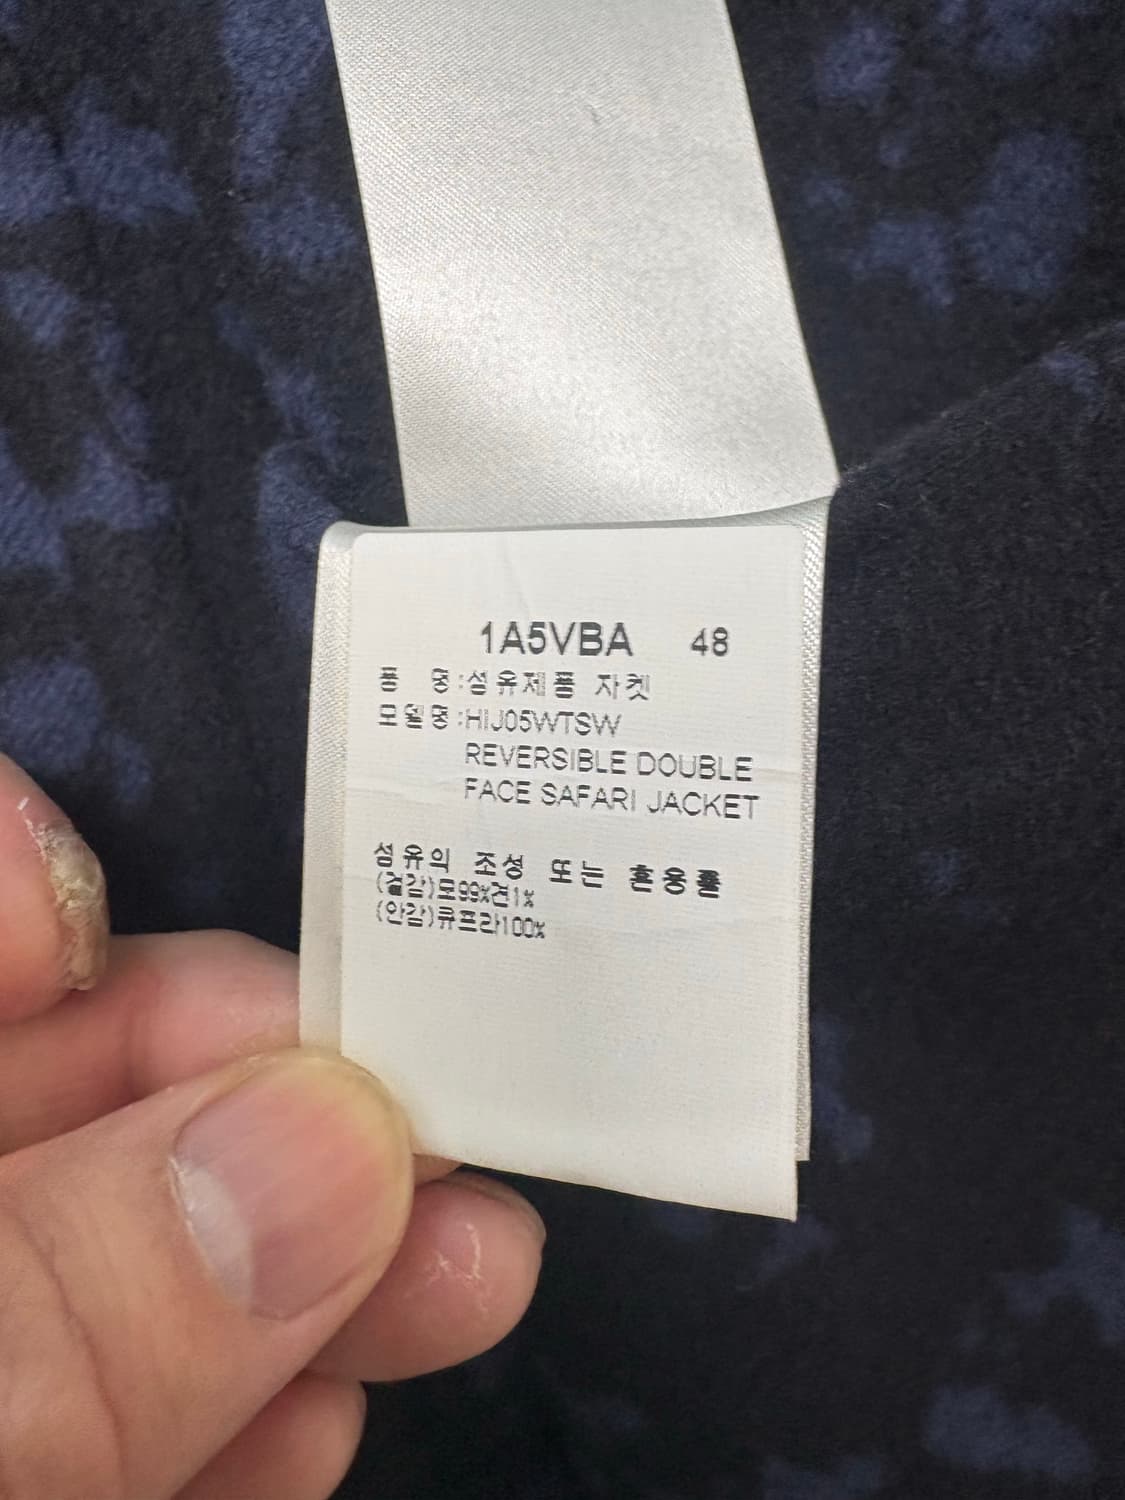 1A5VBA 48
품 명:섬유제품 자켓
모델명:HIJ05WTSW
REVERSIBLE DOUBLE
FACE SAFARI JACKET
섬유의 조성 또는 혼용률
(겉감)모99%견1%
(안감)큐프라100%